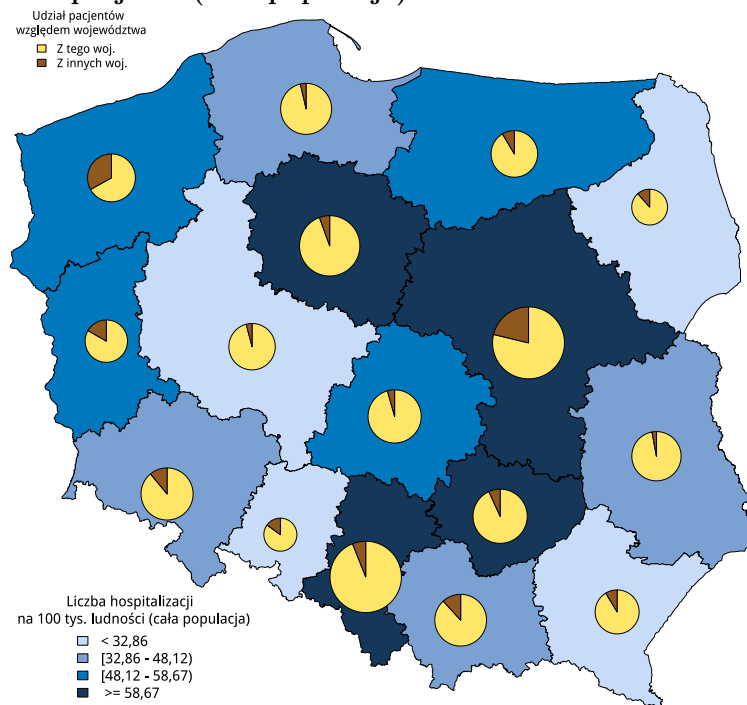 Udział pacjentów
względem województwa
Z tego woj.
Z innych woj.
Liczba hospitalizacji
na 100 tys. ludności (cała populacja)
< 32,86
[32,86 - 48,12)
[48,12 - 58,67)
>= 58,67